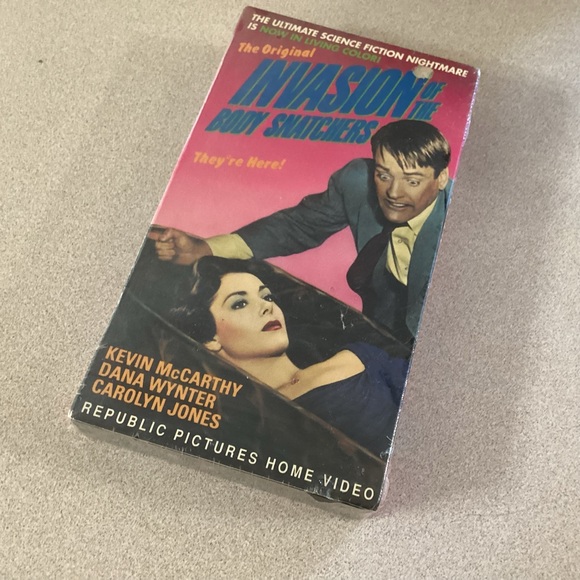 THE ULTIMATE SCIENCE FICTION NIGHTMARE
IS NOW IN LIVING COLOR!
The Original
INVASION OF THE
BODY SNATCHERS
They're Here!
KEVIN McCARTHY
DANA WYNTER
CAROLYN JONES
REPUBLIC PICTURES HOME VIDEO